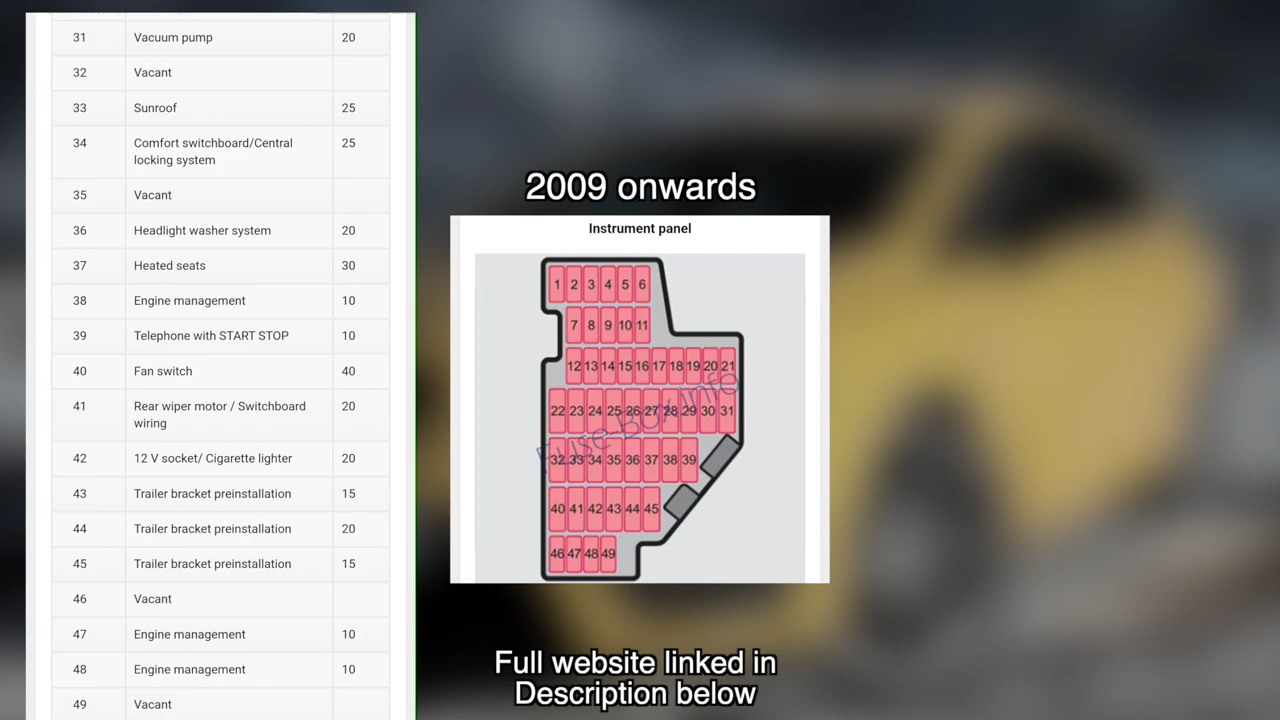 31 Vacuum pump 20
32 Vacant
33 Sunroof 25
34 Comfort switchboard/Central 25
locking system
35 Vacant
36 Headlight washer system 20
37 Heated seats 30
38 Engine management 10
39 Telephone with START STOP 10
40 Fan switch 40
41 Rear wiper motor / Switchboard 20
wiring
42 12 V socket/ Cigarette lighter 20
43 Trailer bracket preinstallation 15
44 Trailer bracket preinstallation 20
45 Trailer bracket preinstallation 15
46 Vacant
47 Engine management 10
48 Engine management 10
49 Vacant
2009 onwards
Instrument panel
1 2 3 4 5 6
7 8 9 10 11
12 13 14 15 16 17 18 19 20 21
22 23 24 25 26 27 28 29 30 31
32 33 34 35 36 37 38 39
40 41 42 43 44 45
46 47 48 49
Fuse-Box.info
Full website linked in
Description below